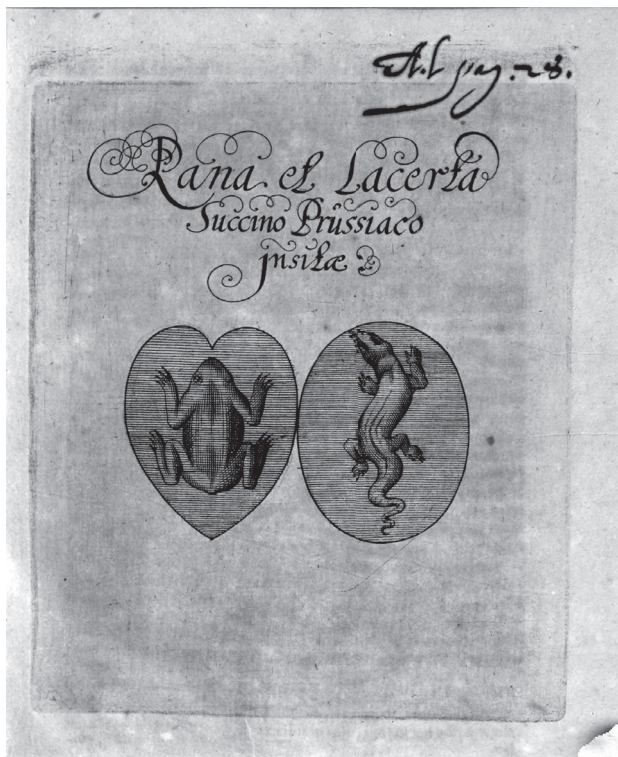 Ad pag. 28.
Rana et Lacerta
Succino Prussiaco
jnsitæ